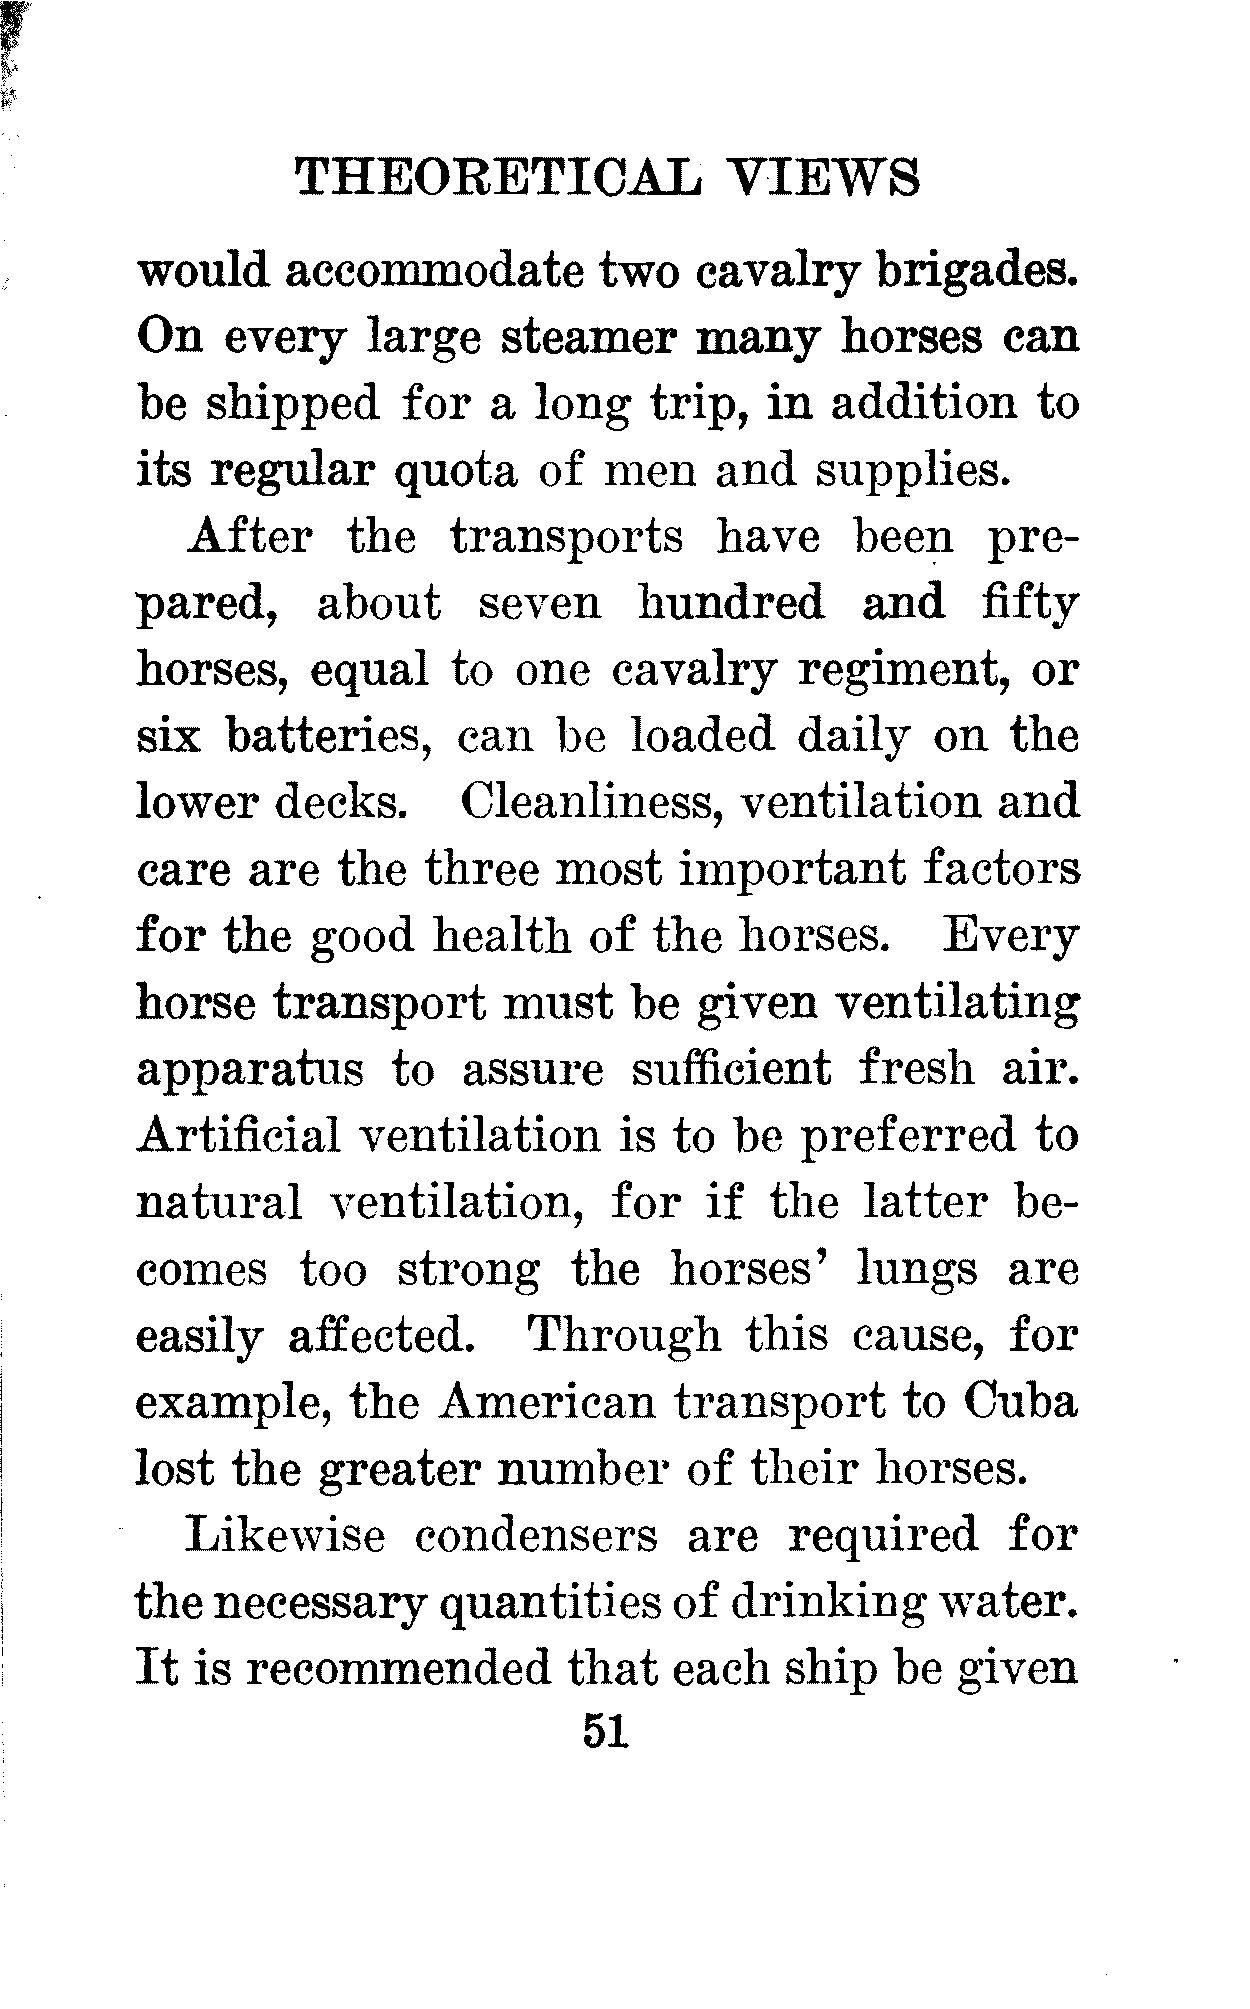 THEORETICAL VIEWS
would accommodate two cavalry brigades.
On every large steamer many horses can
be shipped for a long trip, in addition to
its regular quota of men and supplies.
After the transports have been pre-
pared, about seven hundred and fifty
horses, equal to one cavalry regiment, or
six batteries, can be loaded daily on the
lower decks. Cleanliness, ventilation and
care are the three most important factors
for the good health of the horses. Every
horse transport must be given ventilating
apparatus to assure sufficient fresh air.
Artificial ventilation is to be preferred to
natural ventilation, for if the latter be-
comes too strong the horses' lungs are
easily affected. Through this cause, for
example, the American transport to Cuba
lost the greater number of their horses.
Likewise condensers are required for
the necessary quantities of drinking water.
It is recommended that each ship be given
51